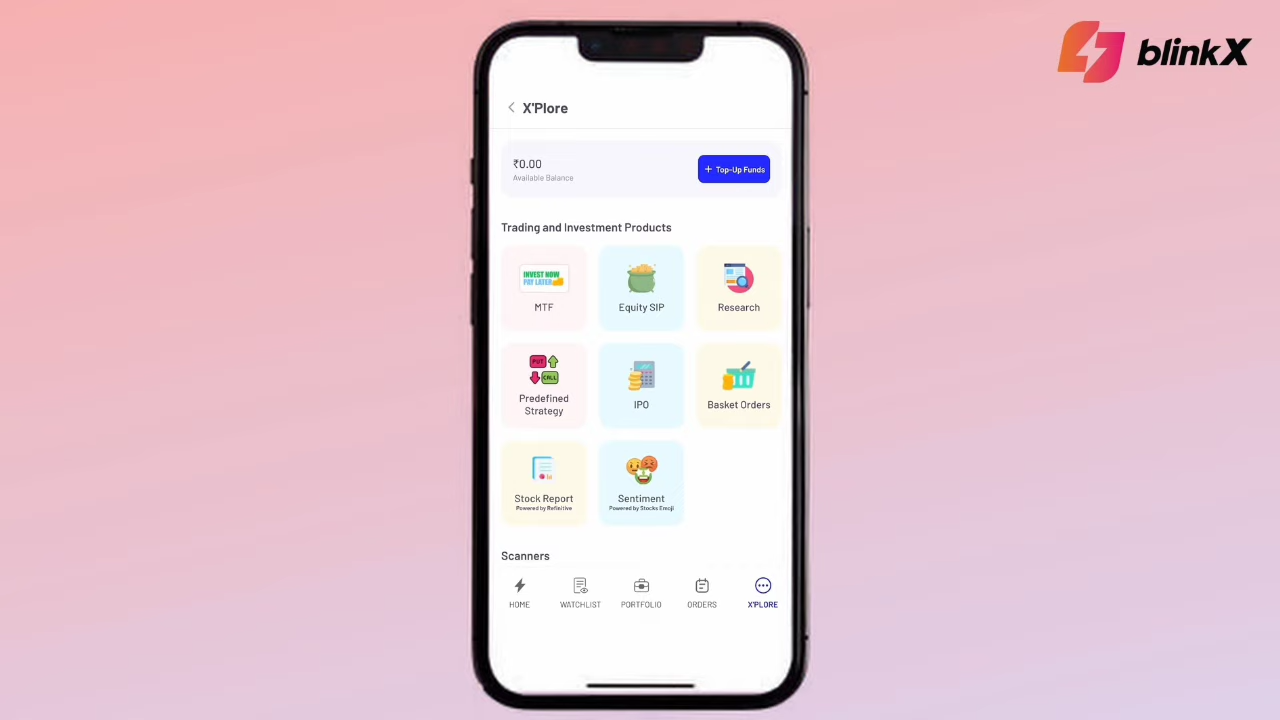 blinkX
X'Plore
₹0.00
Available Balance
+ Top-Up Funds
Trading and Investment Products
INVEST NOW
PAY LATER
MTF
Equity SIP
Research
PUT
CALL
Predefined
Strategy
IPO
Basket Orders
Stock Report
Powered by Refinitive
Sentiment
Powered by Stocks Emoji
Scanners
HOME
WATCHLIST
PORTFOLIO
ORDERS
X'PLORE